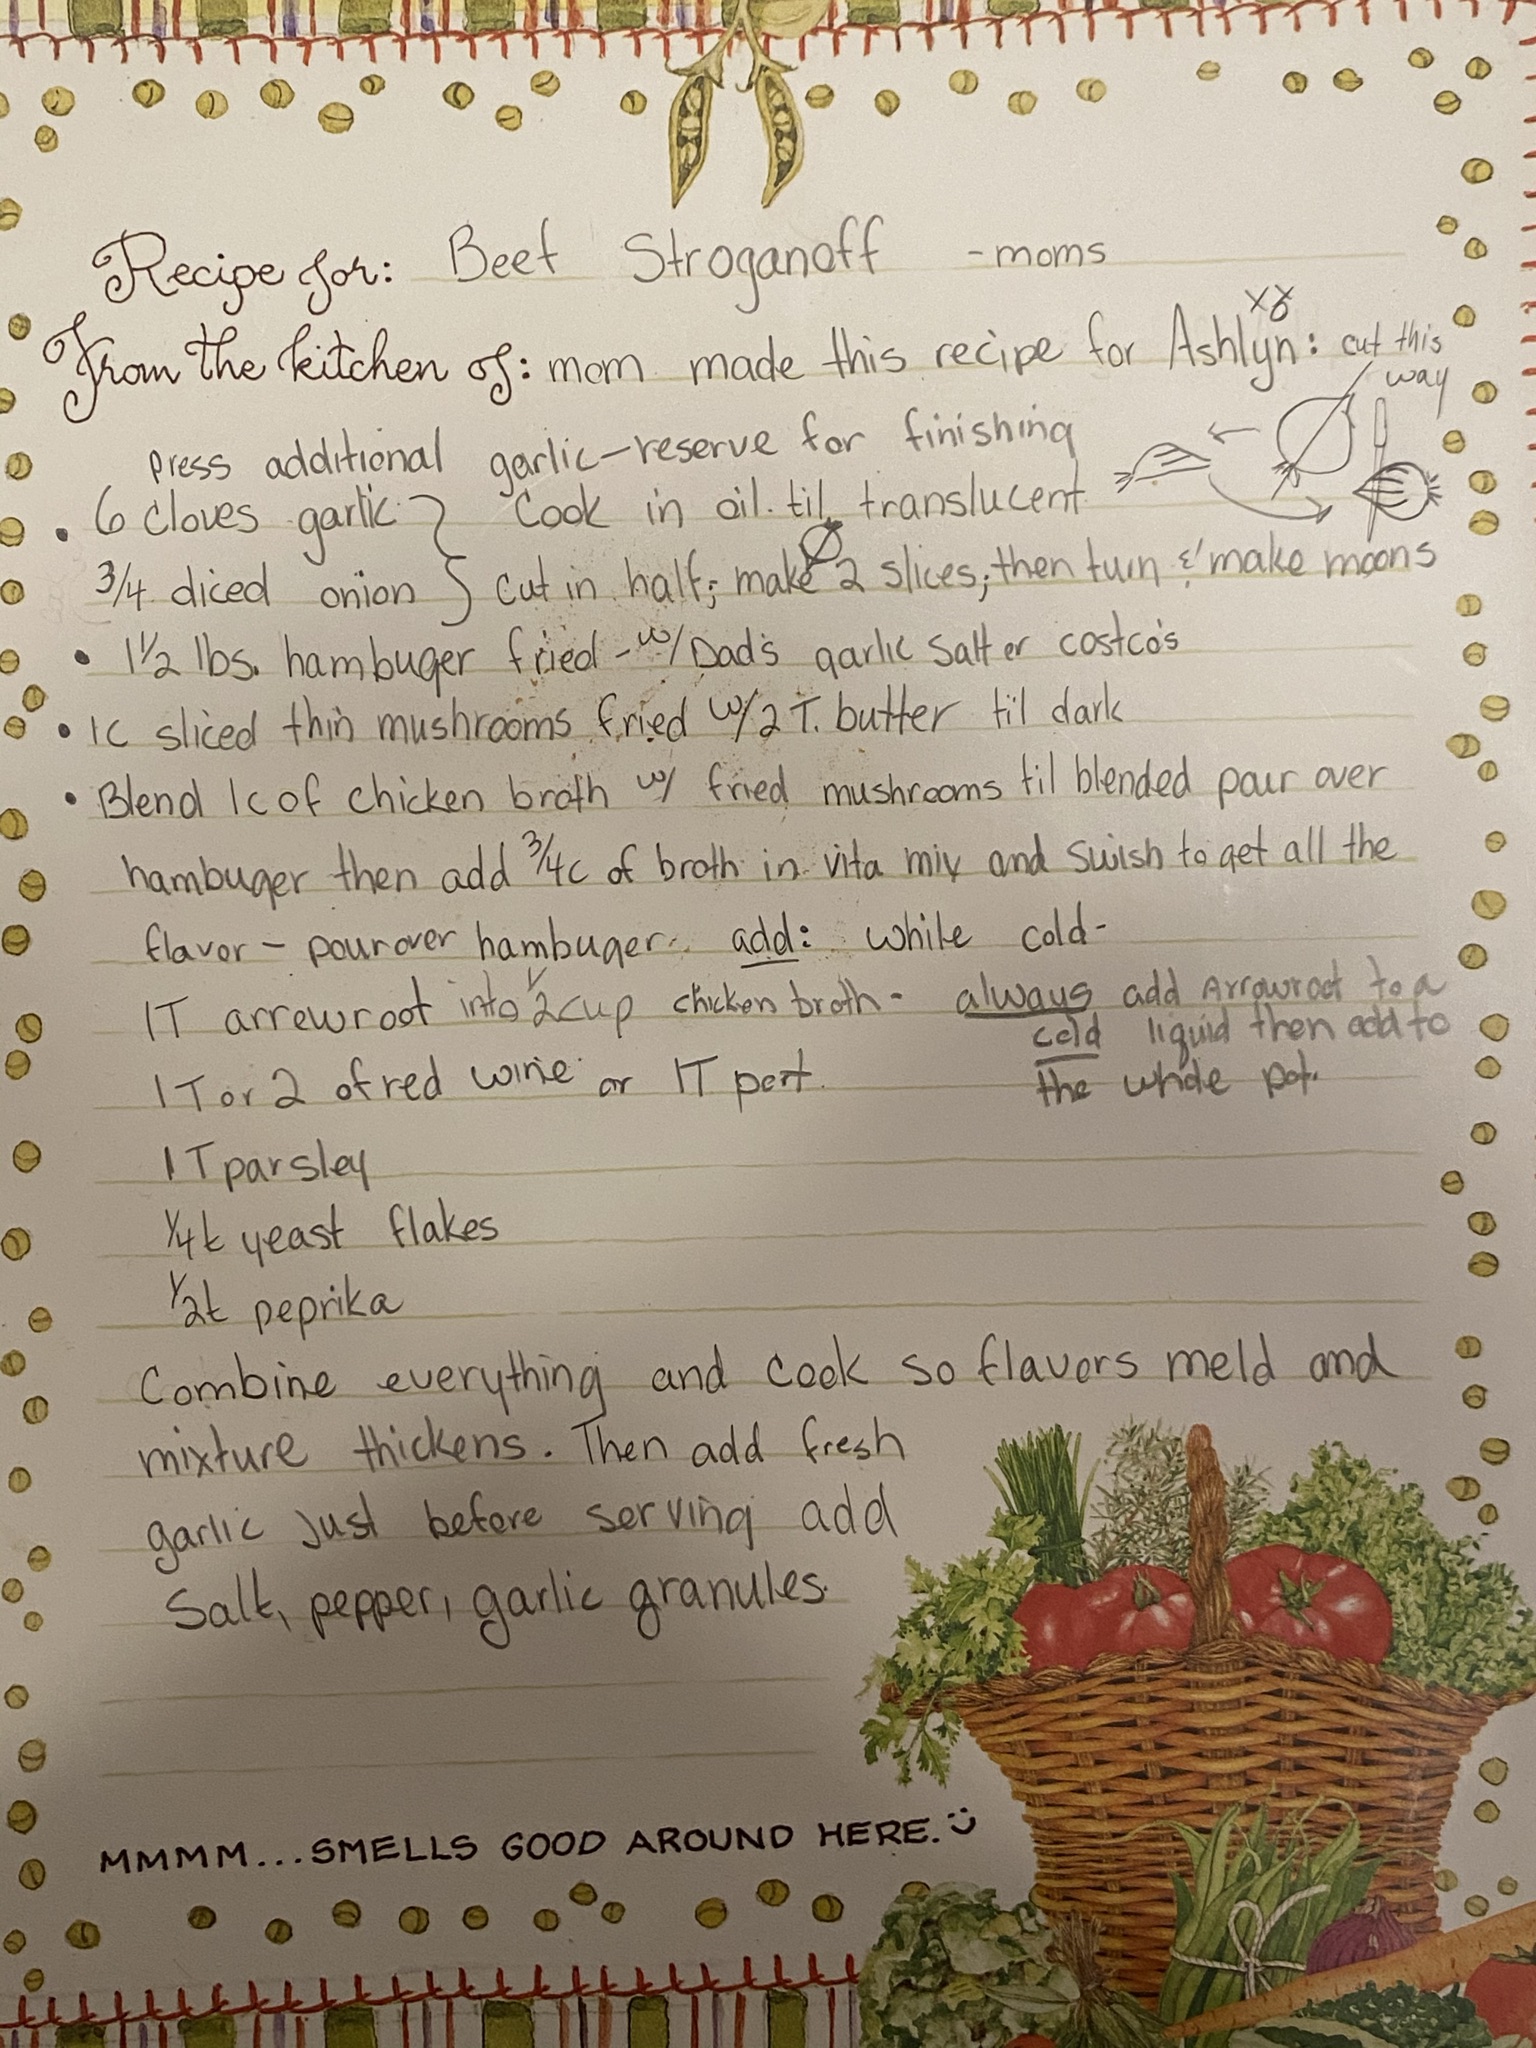 Recipe for: Beef Stroganoff - moms
From the kitchen of: mom made this recipe for Ashlyn: cut this
way
press additional garlic - reserve for finishing
• 6 cloves garlic } Cook in oil til translucent
3/4 diced onion } cut in half; make 2 slices; then turn & make moons
• 1 1/2 lbs. hambuger fried - w/ Dad's garlic salt or costco's
• 1C sliced thin mushrooms fried w/ 2 T. butter til dark
• Blend 1c of chicken broth w/ fried mushrooms til blended pour over
hambuger then add 3/4c of broth in vita mix and swish to get all the
flavor - pour over hambuger. add: while cold -
1T arrewroot into 1/2 cup chicken broth - always add Arrowroot to a
cold liquid then add to
1T or 2 of red wine or 1T port.
the whole pot.
1 T parsley
1/4 t yeast flakes
1/2t peprika
Combine everything and cook so flavors meld and
mixture thickens. Then add fresh
garlic just before serving add
Salt, pepper, garlic granules.
MMMM...SMELLS GOOD AROUND HERE.